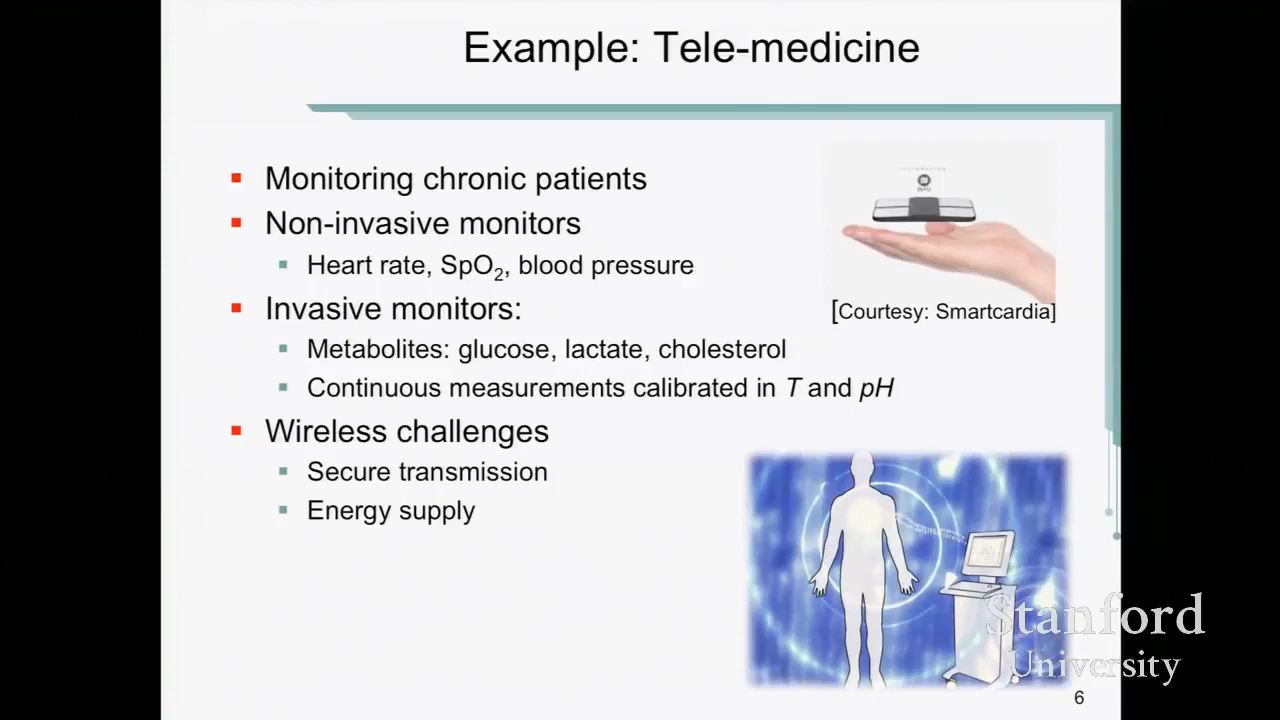 Example: Tele-medicine
Monitoring chronic patients
Non-invasive monitors
Heart rate, SpO2, blood pressure
Invasive monitors:
Metabolites: glucose, lactate, cholesterol
Continuous measurements calibrated in T and pH
Wireless challenges
Secure transmission
Energy supply
[Courtesy: Smartcardia]
Stanford
University
6